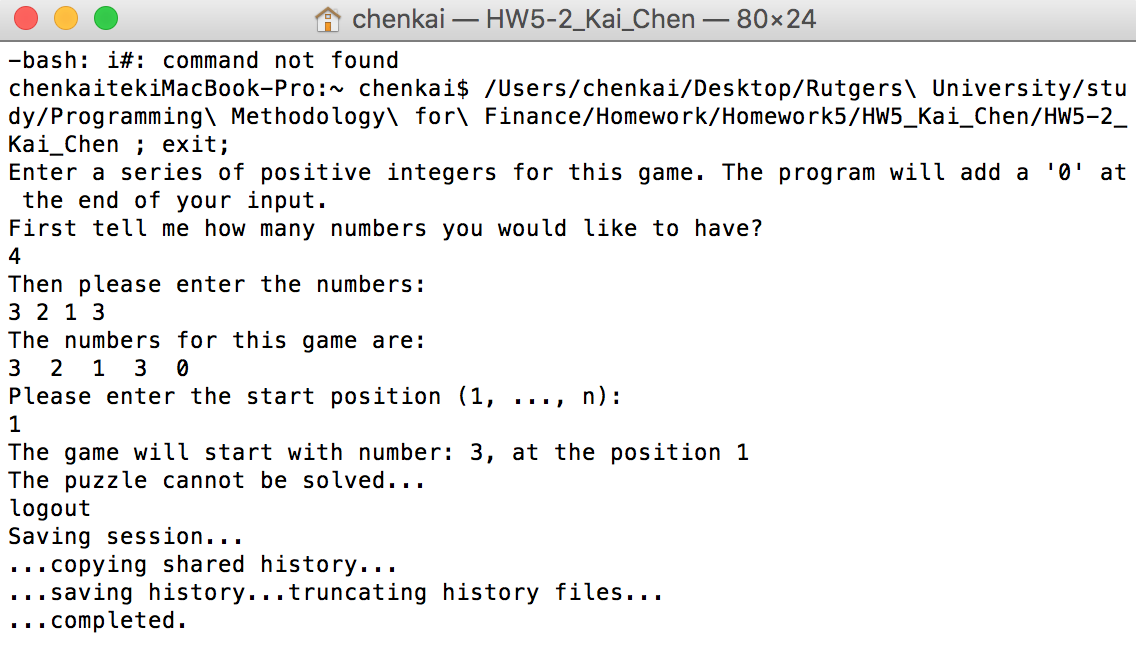 chenkai — HW5-2_Kai_Chen — 80×24
-bash: i#: command not found
chenkaitekiMacBook-Pro:~ chenkai$ /Users/chenkai/Desktop/Rutgers\ University/stu
dy/Programming\ Methodology\ for\ Finance/Homework/Homework5/HW5_Kai_Chen/HW5-2_
Kai_Chen ; exit;
Enter a series of positive integers for this game. The program will add a '0' at
 the end of your input.
First tell me how many numbers you would like to have?
4
Then please enter the numbers:
3 2 1 3
The numbers for this game are:
3  2  1  3  0
Please enter the start position (1, ..., n):
1
The game will start with number: 3, at the position 1
The puzzle cannot be solved...
logout
Saving session...
...copying shared history...
...saving history...truncating history files...
...completed.